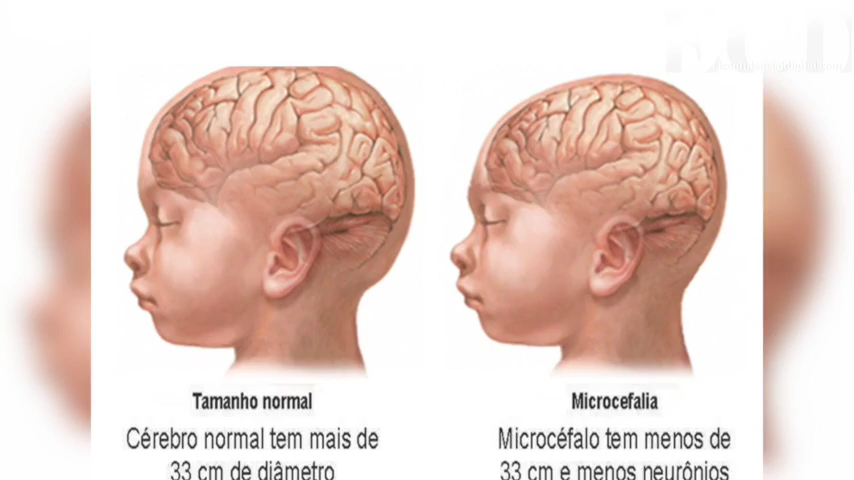 Tamanho normal
Cérebro normal tem mais de
33 cm de diâmetro
Microcefalia
Microcéfalo tem menos de
33 cm e menos neurônios